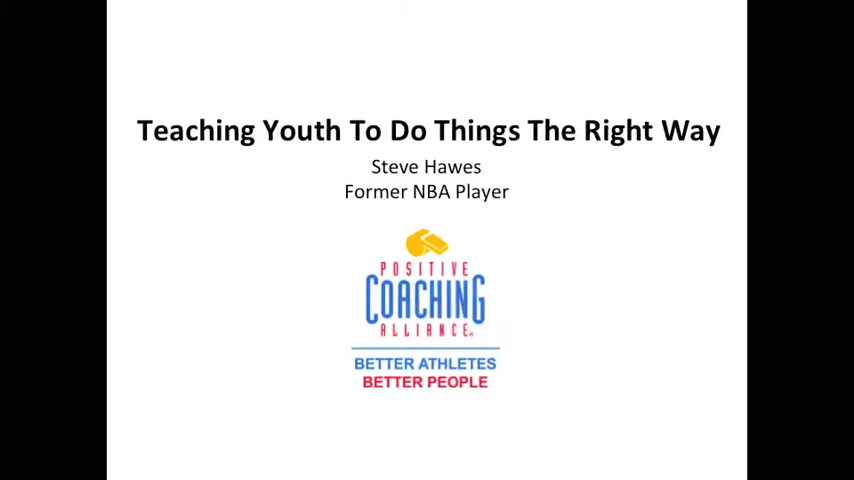 Teaching Youth To Do Things The Right Way
Steve Hawes
Former NBA Player
POSITIVE
COACHING
ALLIANCE
BETTER ATHLETES
BETTER PEOPLE